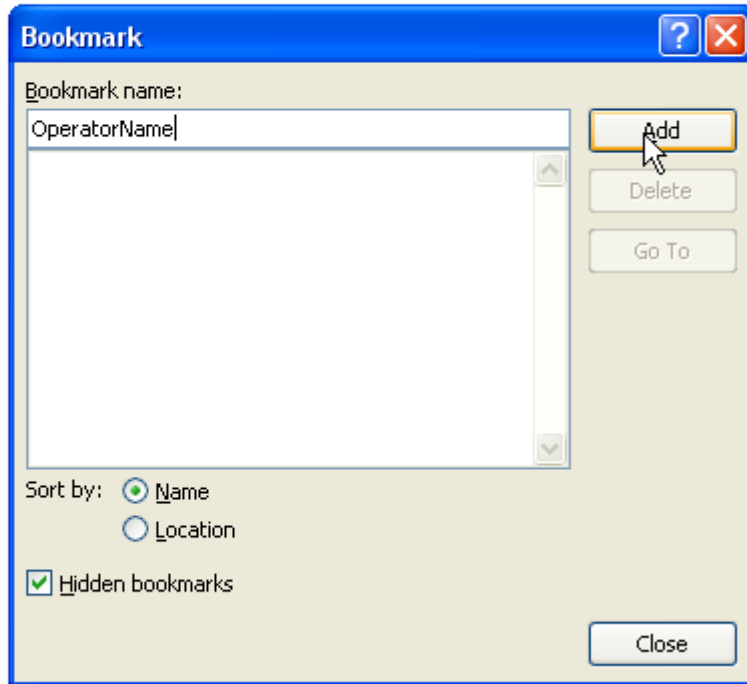 Bookmark
Bookmark name:
OperatorName
Add
Delete
Go To
Sort by: Name
Location
Hidden bookmarks
Close